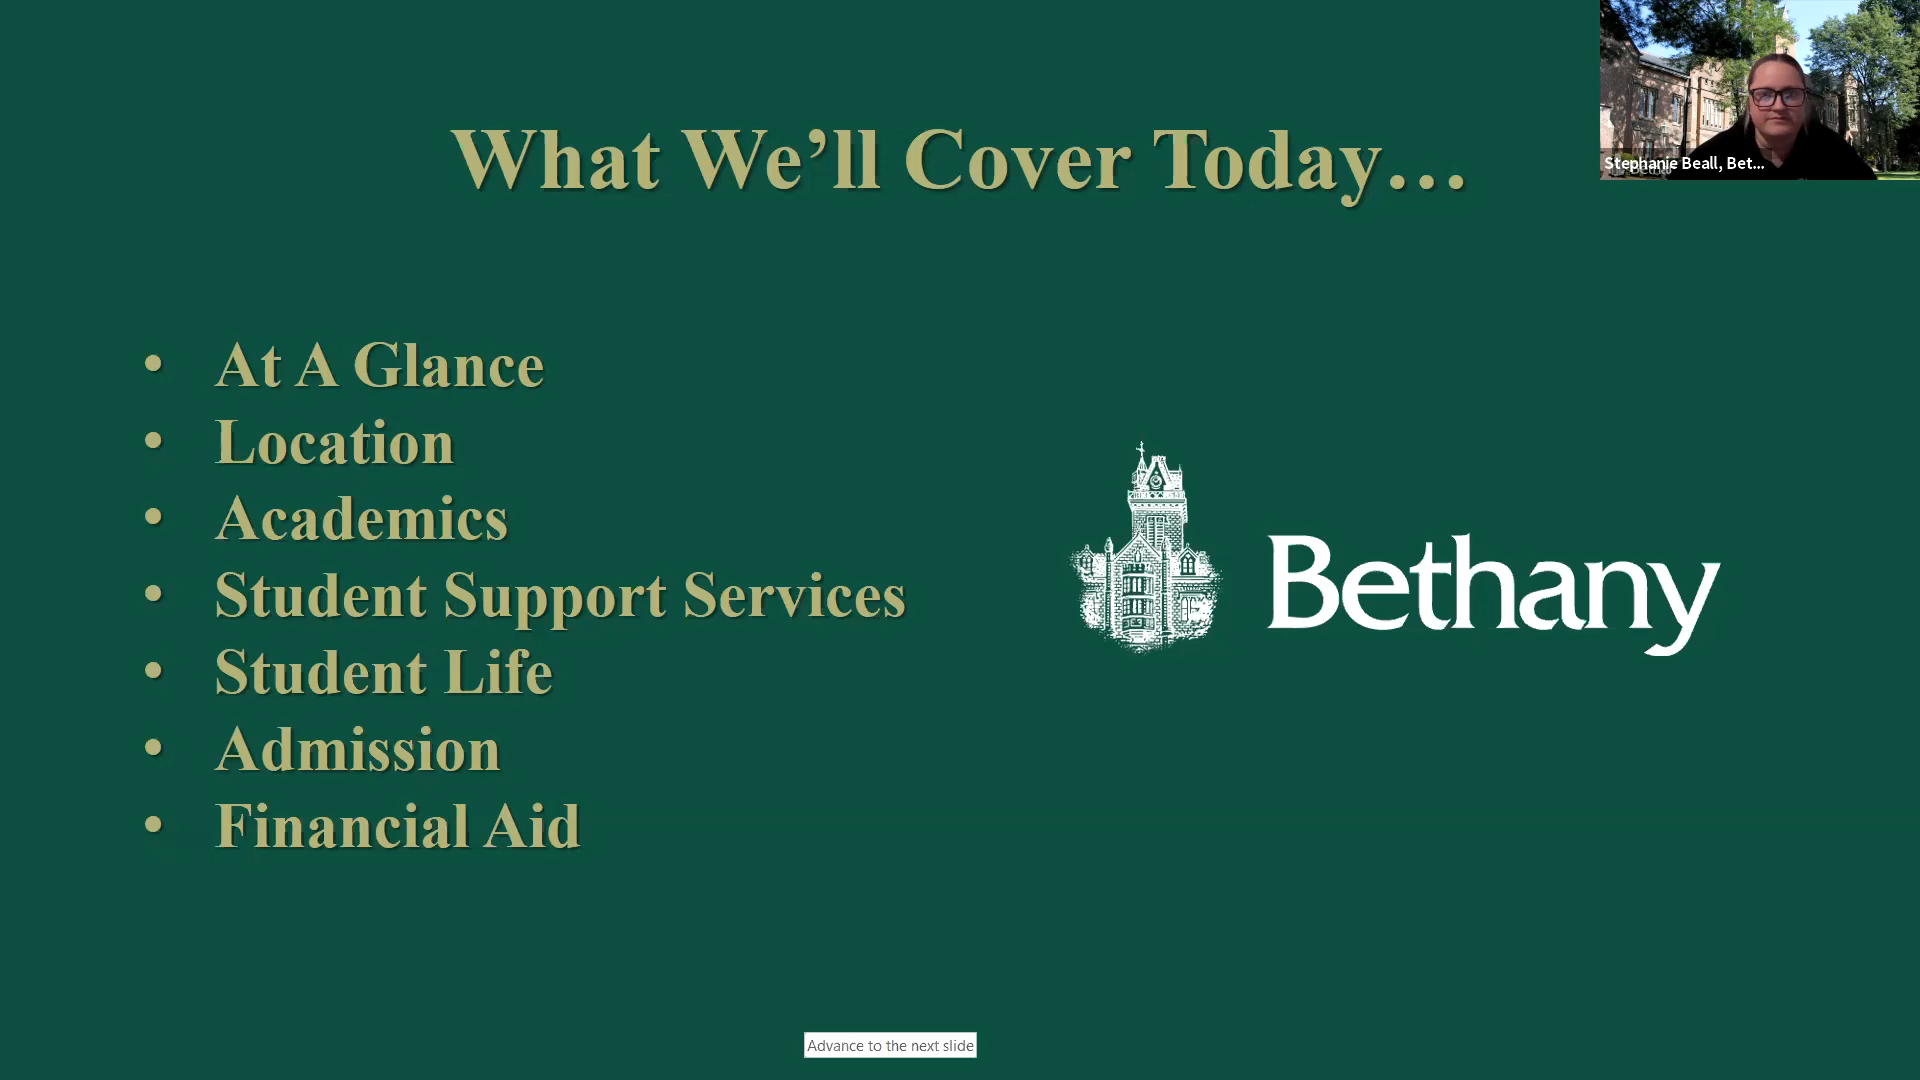 What We’ll Cover Today…
Stephanie Beall, Bet...
• At A Glance
• Location
• Academics
• Student Support Services
• Student Life
• Admission
• Financial Aid
Bethany
Advance to the next slide